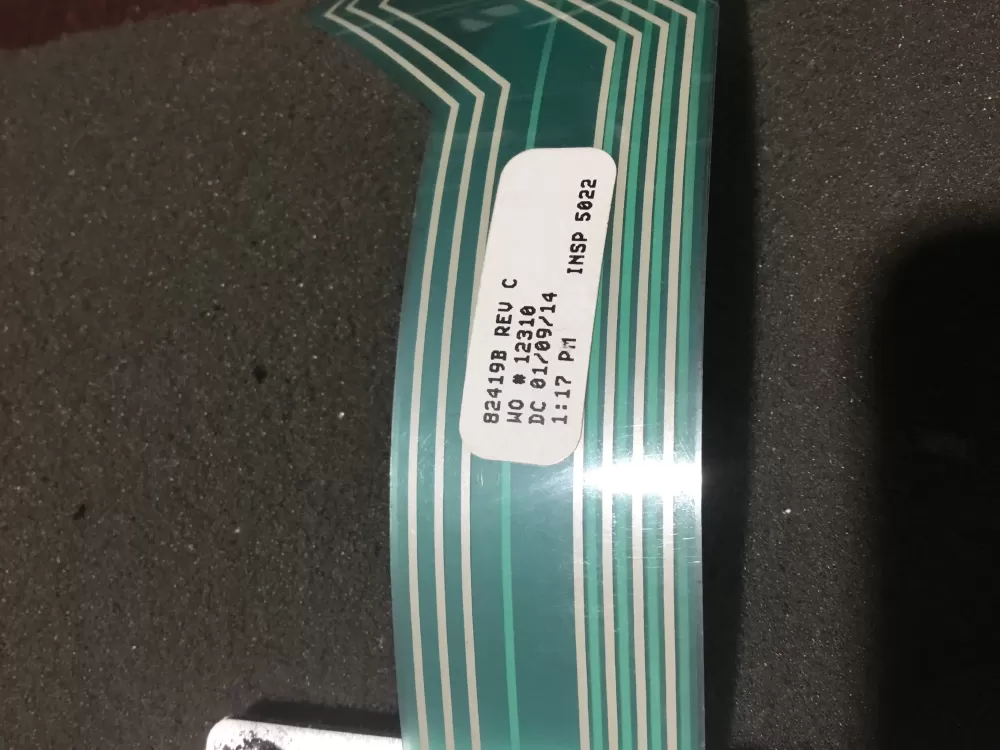 82419B REV C
WO # 12310
DC 01/09/14
1:17 PM INSP 5022